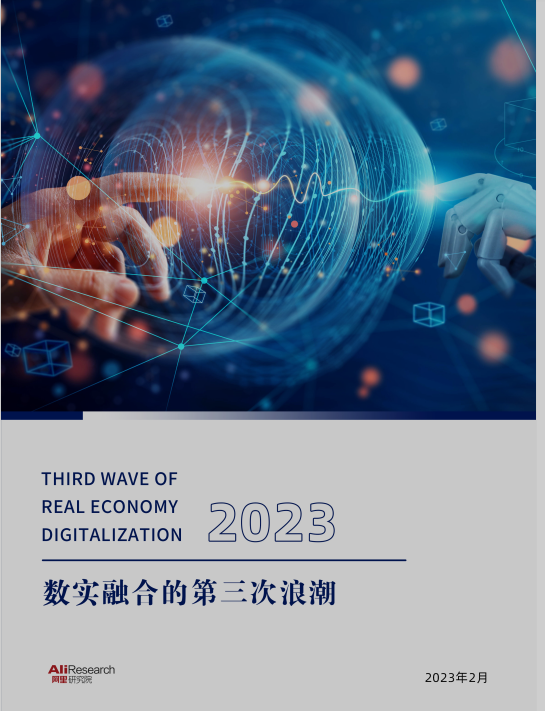 THIRD WAVE OF
REAL ECONOMY
DIGITALIZATION
2023
数实融合的第三次浪潮
AliResearch
阿里研究院
2023年2月